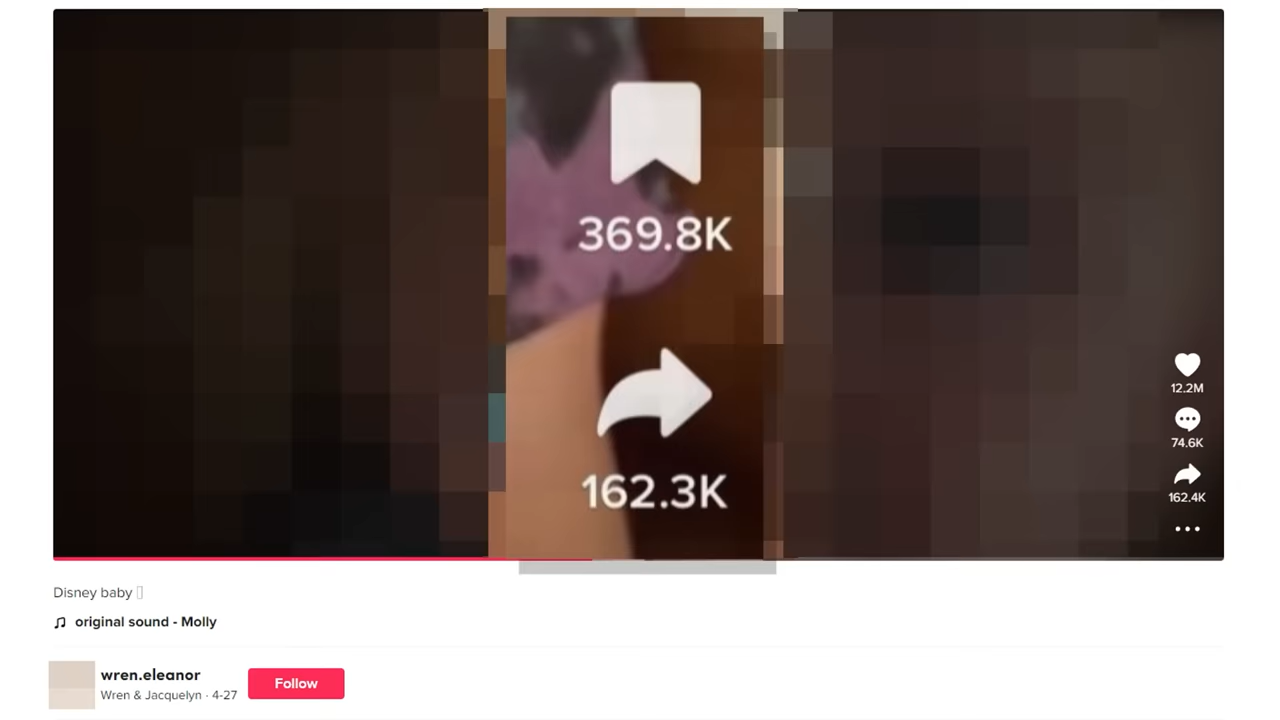 369.8K
162.3K
12.2M
74.6K
162.4K
Disney baby
original sound - Molly
wren.eleanor
Wren & Jacquelyn · 4-27
Follow